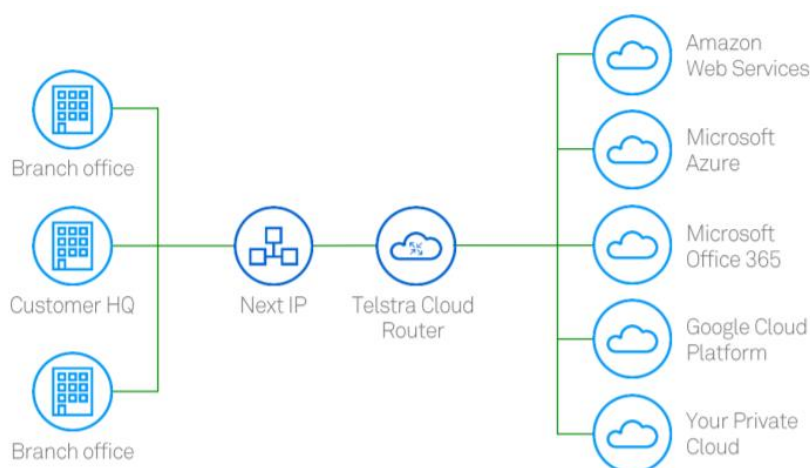 Branch office
Customer HQ
Branch office
Next IP
Telstra Cloud
Router
Amazon
Web Services
Microsoft
Azure
Microsoft
Office 365
Google Cloud
Platform
Your Private
Cloud